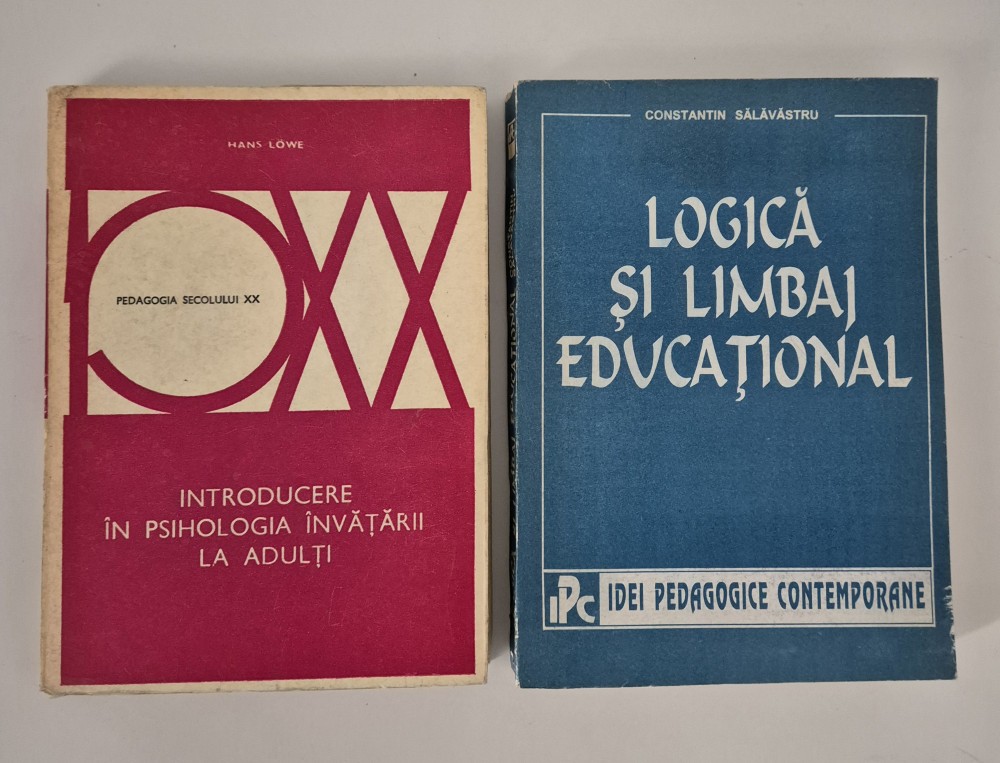 HANS LÖWE
PEDAGOGIA SECOLULUI XX
XX
INTRODUCERE
ÎN PSIHOLOGIA ÎNVĂȚĂRII
LA ADULȚI
CONSTANTIN SĂLĂVĂSTRU
LOGICĂ
ȘI LIMBAJ
EDUCAȚIONAL
IPC IDEI PEDAGOGICE CONTEMPORANE